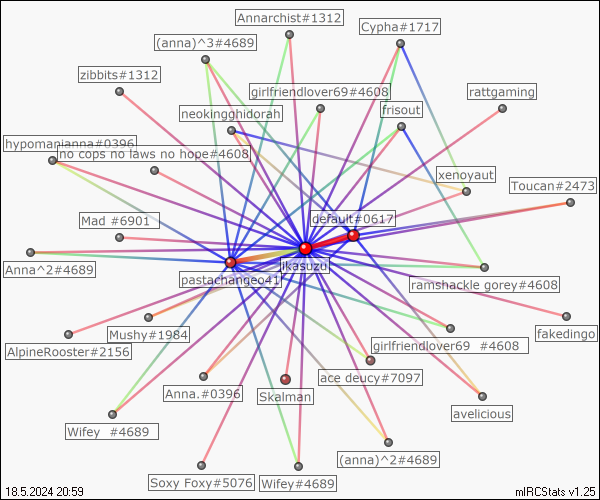 Annarchist#1312
Cypha#1717
(anna)^3#4689
zibbits#1312
girlfriendlover69#4608
rattgaming
neokingghidorah
frisout
hypomanianna#0396
no cops no laws no hope#4608
xenoyaut
Toucan#2473
Mad #6901
default#0617
jkasuzu
Anna^2#4689
pastachangeo41
ramshackle gorey#4608
Mushy#1984
fakedingo
AlpineRooster#2156
girlfriendlover69 #4608
ace deucy#7097
Anna.#0396
Skalman
avelicious
Wifey #4689
(anna)^2#4689
Soxy Foxy#5076
Wifey#4689
18.5.2024 20:59
mIRCStats v1.25